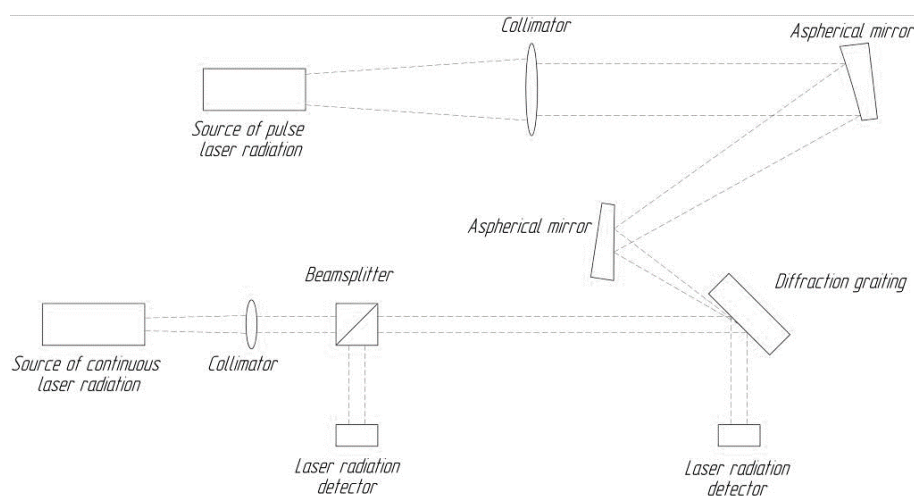 Collimator
Aspherical mirror
Source of pulse
laser radiation
Aspherical mirror
Beamsplitter
Diffraction graiting
Source of continuous
laser radiation
Collimator
Laser radiation
detector
Laser radiation
detector